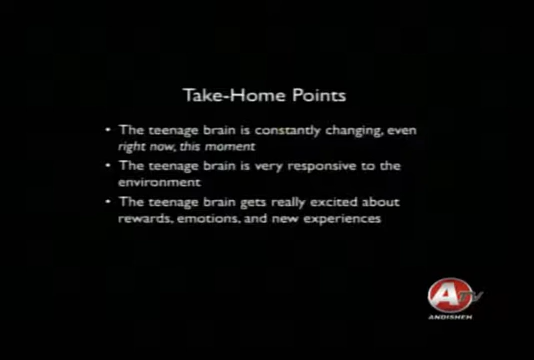 Take-Home Points
• The teenage brain is constantly changing, even
right now, this moment
• The teenage brain is very responsive to the
environment
• The teenage brain gets really excited about
rewards, emotions, and new experiences
ATV
ANDISHEH